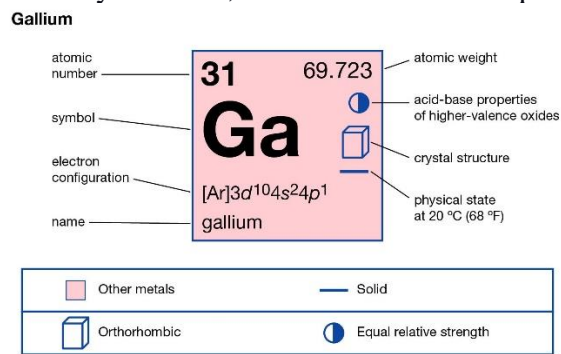 Gallium
atomic
number
31
69.723
atomic weight
symbol
Ga
acid-base properties
of higher-valence oxides
crystal structure
electron
configuration
[Ar]3d¹⁰4s²4p¹
physical state
at 20 °C (68 °F)
name
gallium
Other metals
Solid
Orthorhombic
Equal relative strength